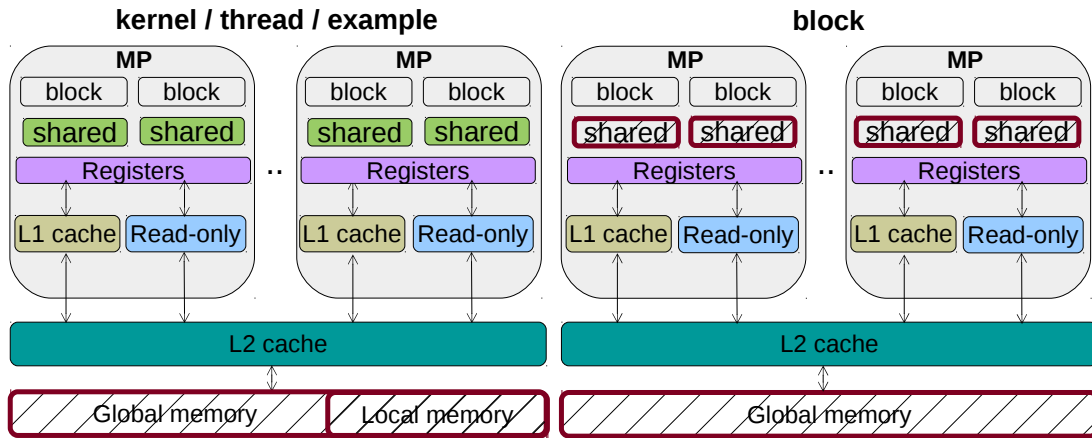 kernel / thread / example
MP
block block
shared shared
Registers
L1 cache Read-only
..
MP
block block
shared shared
Registers
L1 cache Read-only
L2 cache
Global memory Local memory
block
MP
block block
shared shared
Registers
L1 cache Read-only
..
MP
block block
shared shared
Registers
L1 cache Read-only
L2 cache
Global memory